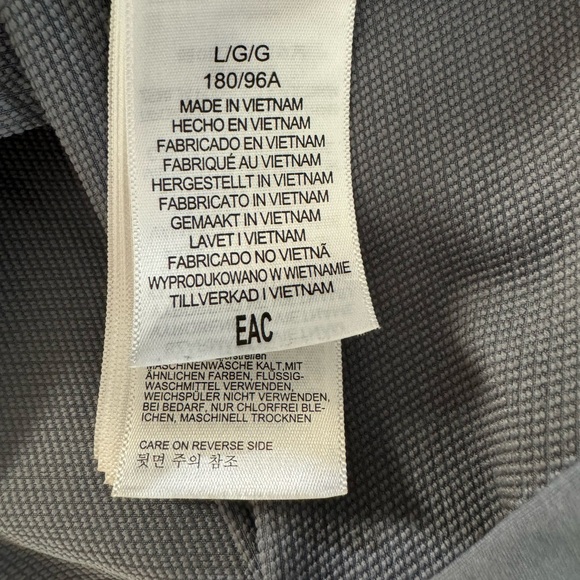 L/G/G
180/96A
MADE IN VIETNAM
HECHO EN VIETNAM
FABRICADO EN VIETNAM
FABRIQUÉ AU VIETNAM
HERGESTELLT IN VIETNAM
FABBRICATO IN VIETNAM
GEMAAKT IN VIETNAM
LAVET I VIETNAM
FABRICADO NO VIETNÃ
WYPRODUKOWANO W WIETNAMIE
TILLVERKAD I VIETNAM
EAC
MASCHINENWÄSCHE KALT,MIT
ÄHNLICHEN FARBEN, FLÜSSIG-
WASCHMITTEL VERWENDEN,
WEICHSPÜLER NICHT VERWENDEN,
BEI BEDARF, NUR CHLORFREI BLE-
ICHEN, MASCHINELL TROCKNEN
CARE ON REVERSE SIDE
뒷면 주의 참조